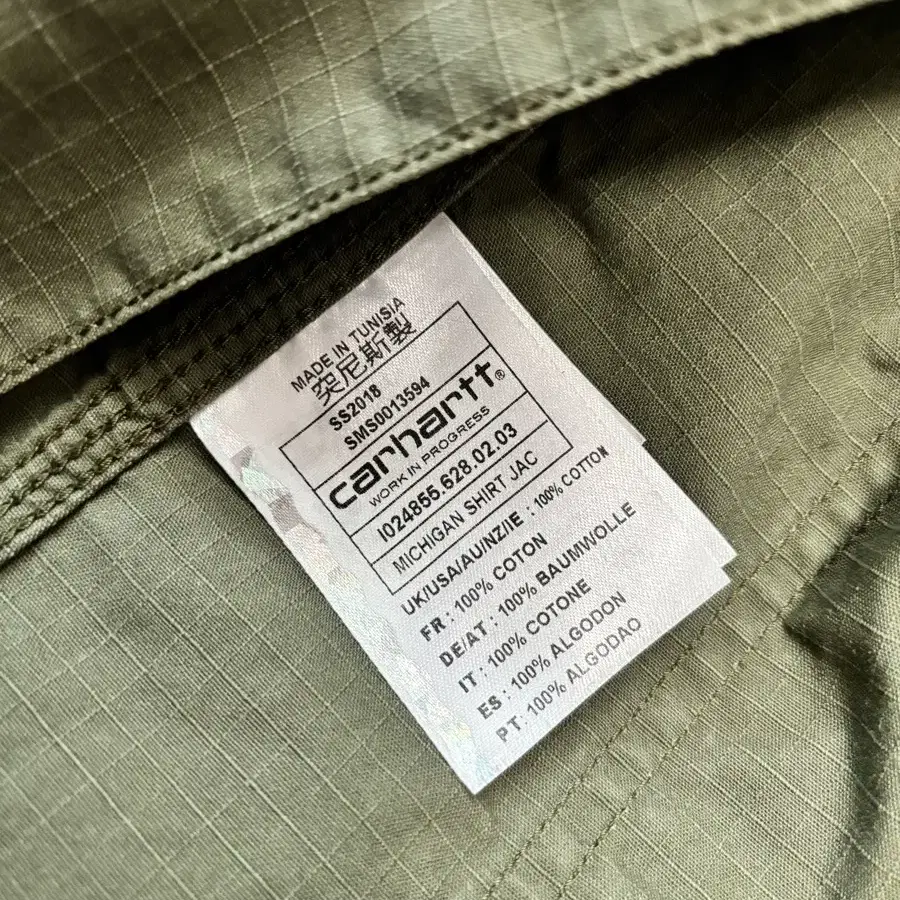 MADE IN TUNISIA
突尼斯製
SS2018
SMS0013594
carhartt®
WORK IN PROGRESS
I024855.628.02.03
MICHIGAN SHIRT JAC
UK/USA/AU/NZ/IE : 100% COTTON
FR : 100% COTON
DE/AT : 100% BAUMWOLLE
IT : 100% COTONE
ES : 100% ALGODON
PT: 100% ALGODAO